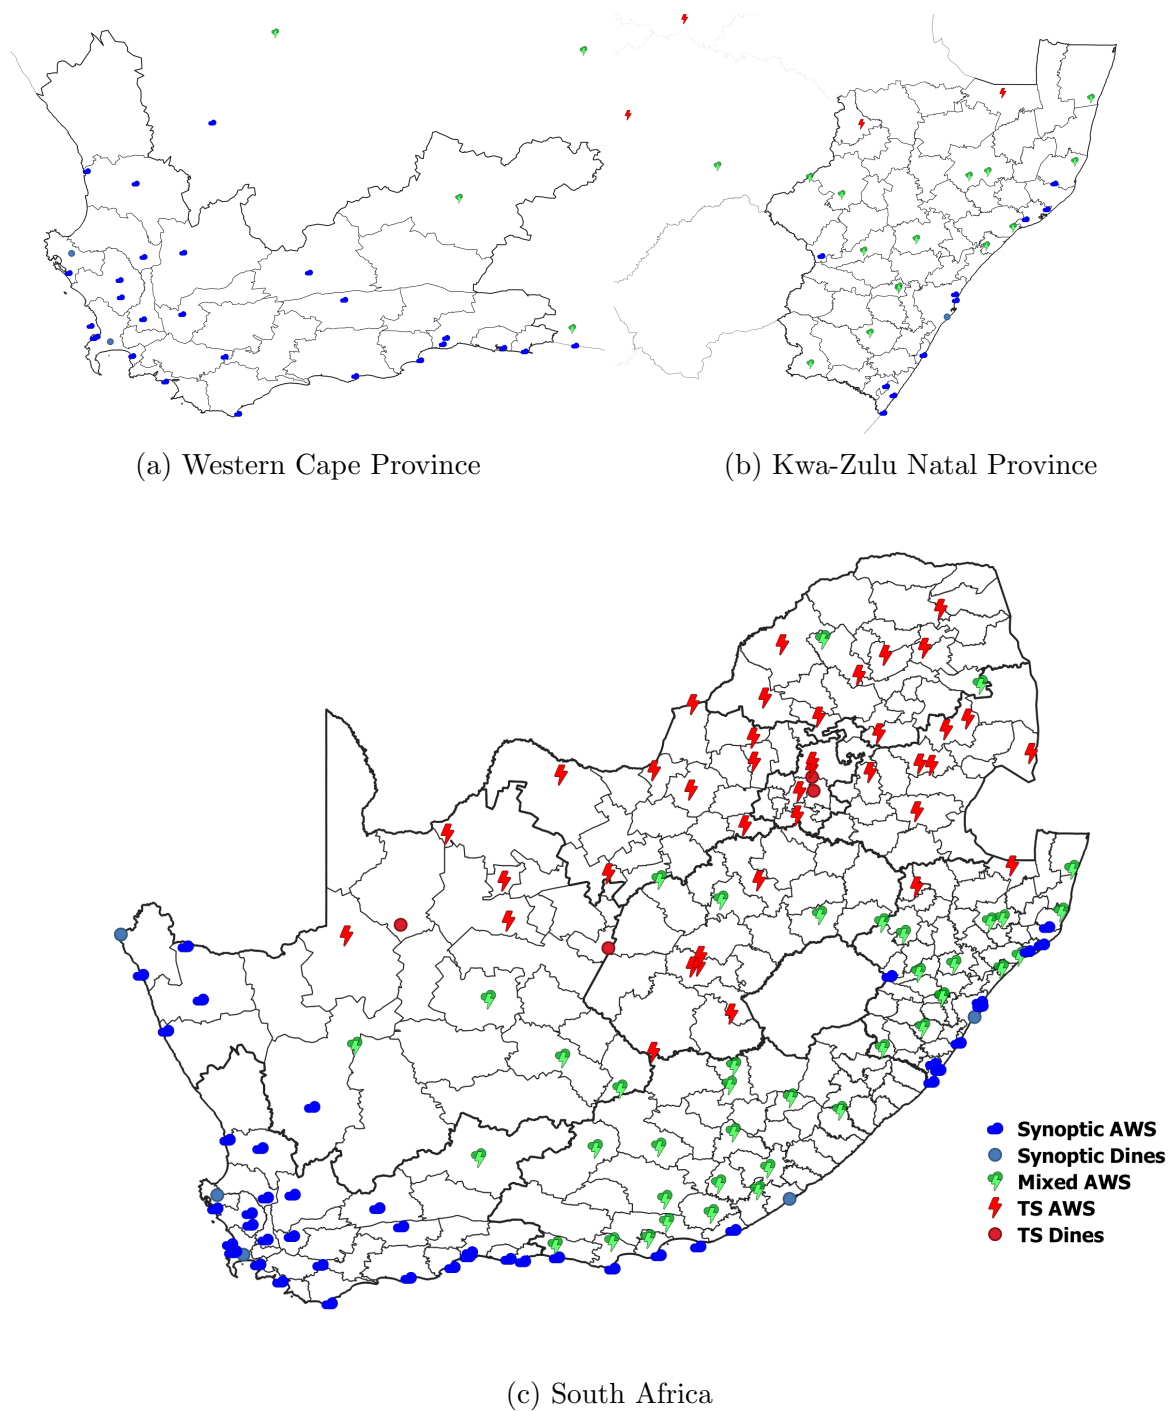 (a) Western Cape Province
(b) Kwa-Zulu Natal Province
Synoptic AWS
Synoptic Dines
Mixed AWS
TS AWS
TS Dines
(c) South Africa